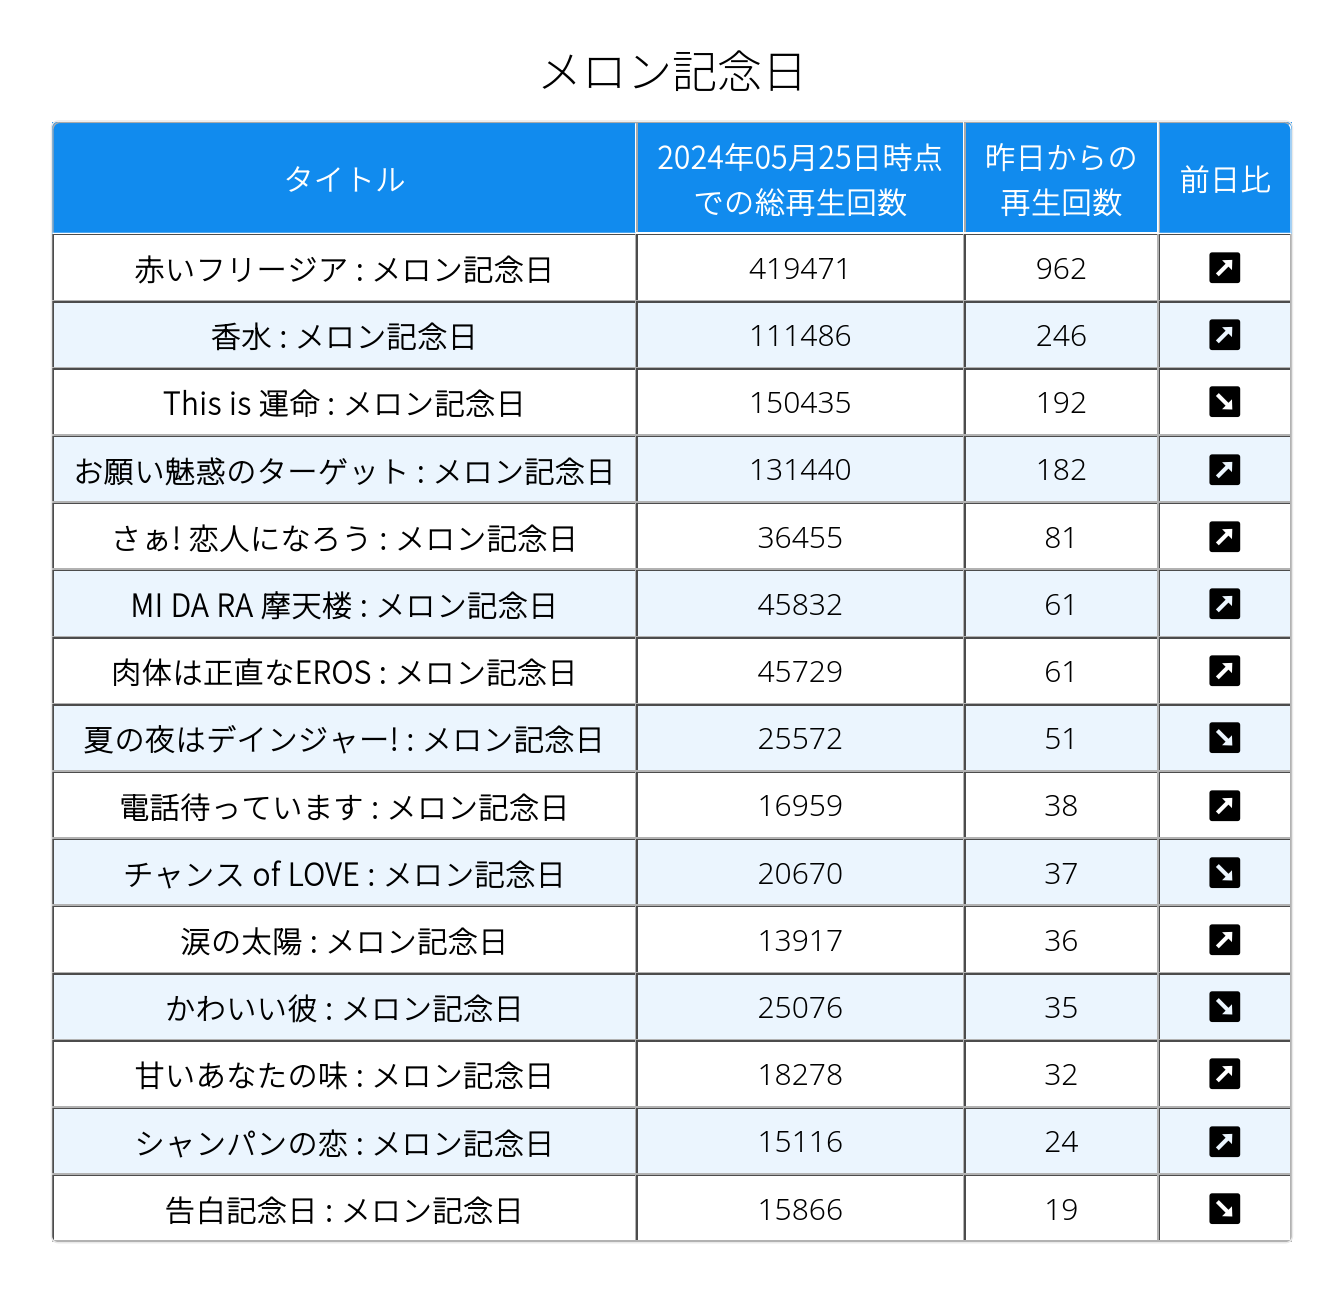 メロン記念日
タイトル
2024年05月25日時点
での総再生回数
昨日からの
再生回数
前日比
赤いフリージア : メロン記念日 419471 962 ↗
香水 : メロン記念日 111486 246 ↗
This is 運命 : メロン記念日 150435 192 ↘
お願い魅惑のターゲット : メロン記念日 131440 182 ↗
さぁ! 恋人になろう : メロン記念日 36455 81 ↗
MI DA RA 摩天楼 : メロン記念日 45832 61 ↗
肉体は正直なEROS : メロン記念日 45729 61 ↗
夏の夜はデインジャー! : メロン記念日 25572 51 ↘
電話待っています : メロン記念日 16959 38 ↗
チャンス of LOVE : メロン記念日 20670 37 ↘
涙の太陽 : メロン記念日 13917 36 ↗
かわいい彼 : メロン記念日 25076 35 ↘
甘いあなたの味 : メロン記念日 18278 32 ↗
シャンパンの恋 : メロン記念日 15116 24 ↗
告白記念日 : メロン記念日 15866 19 ↘